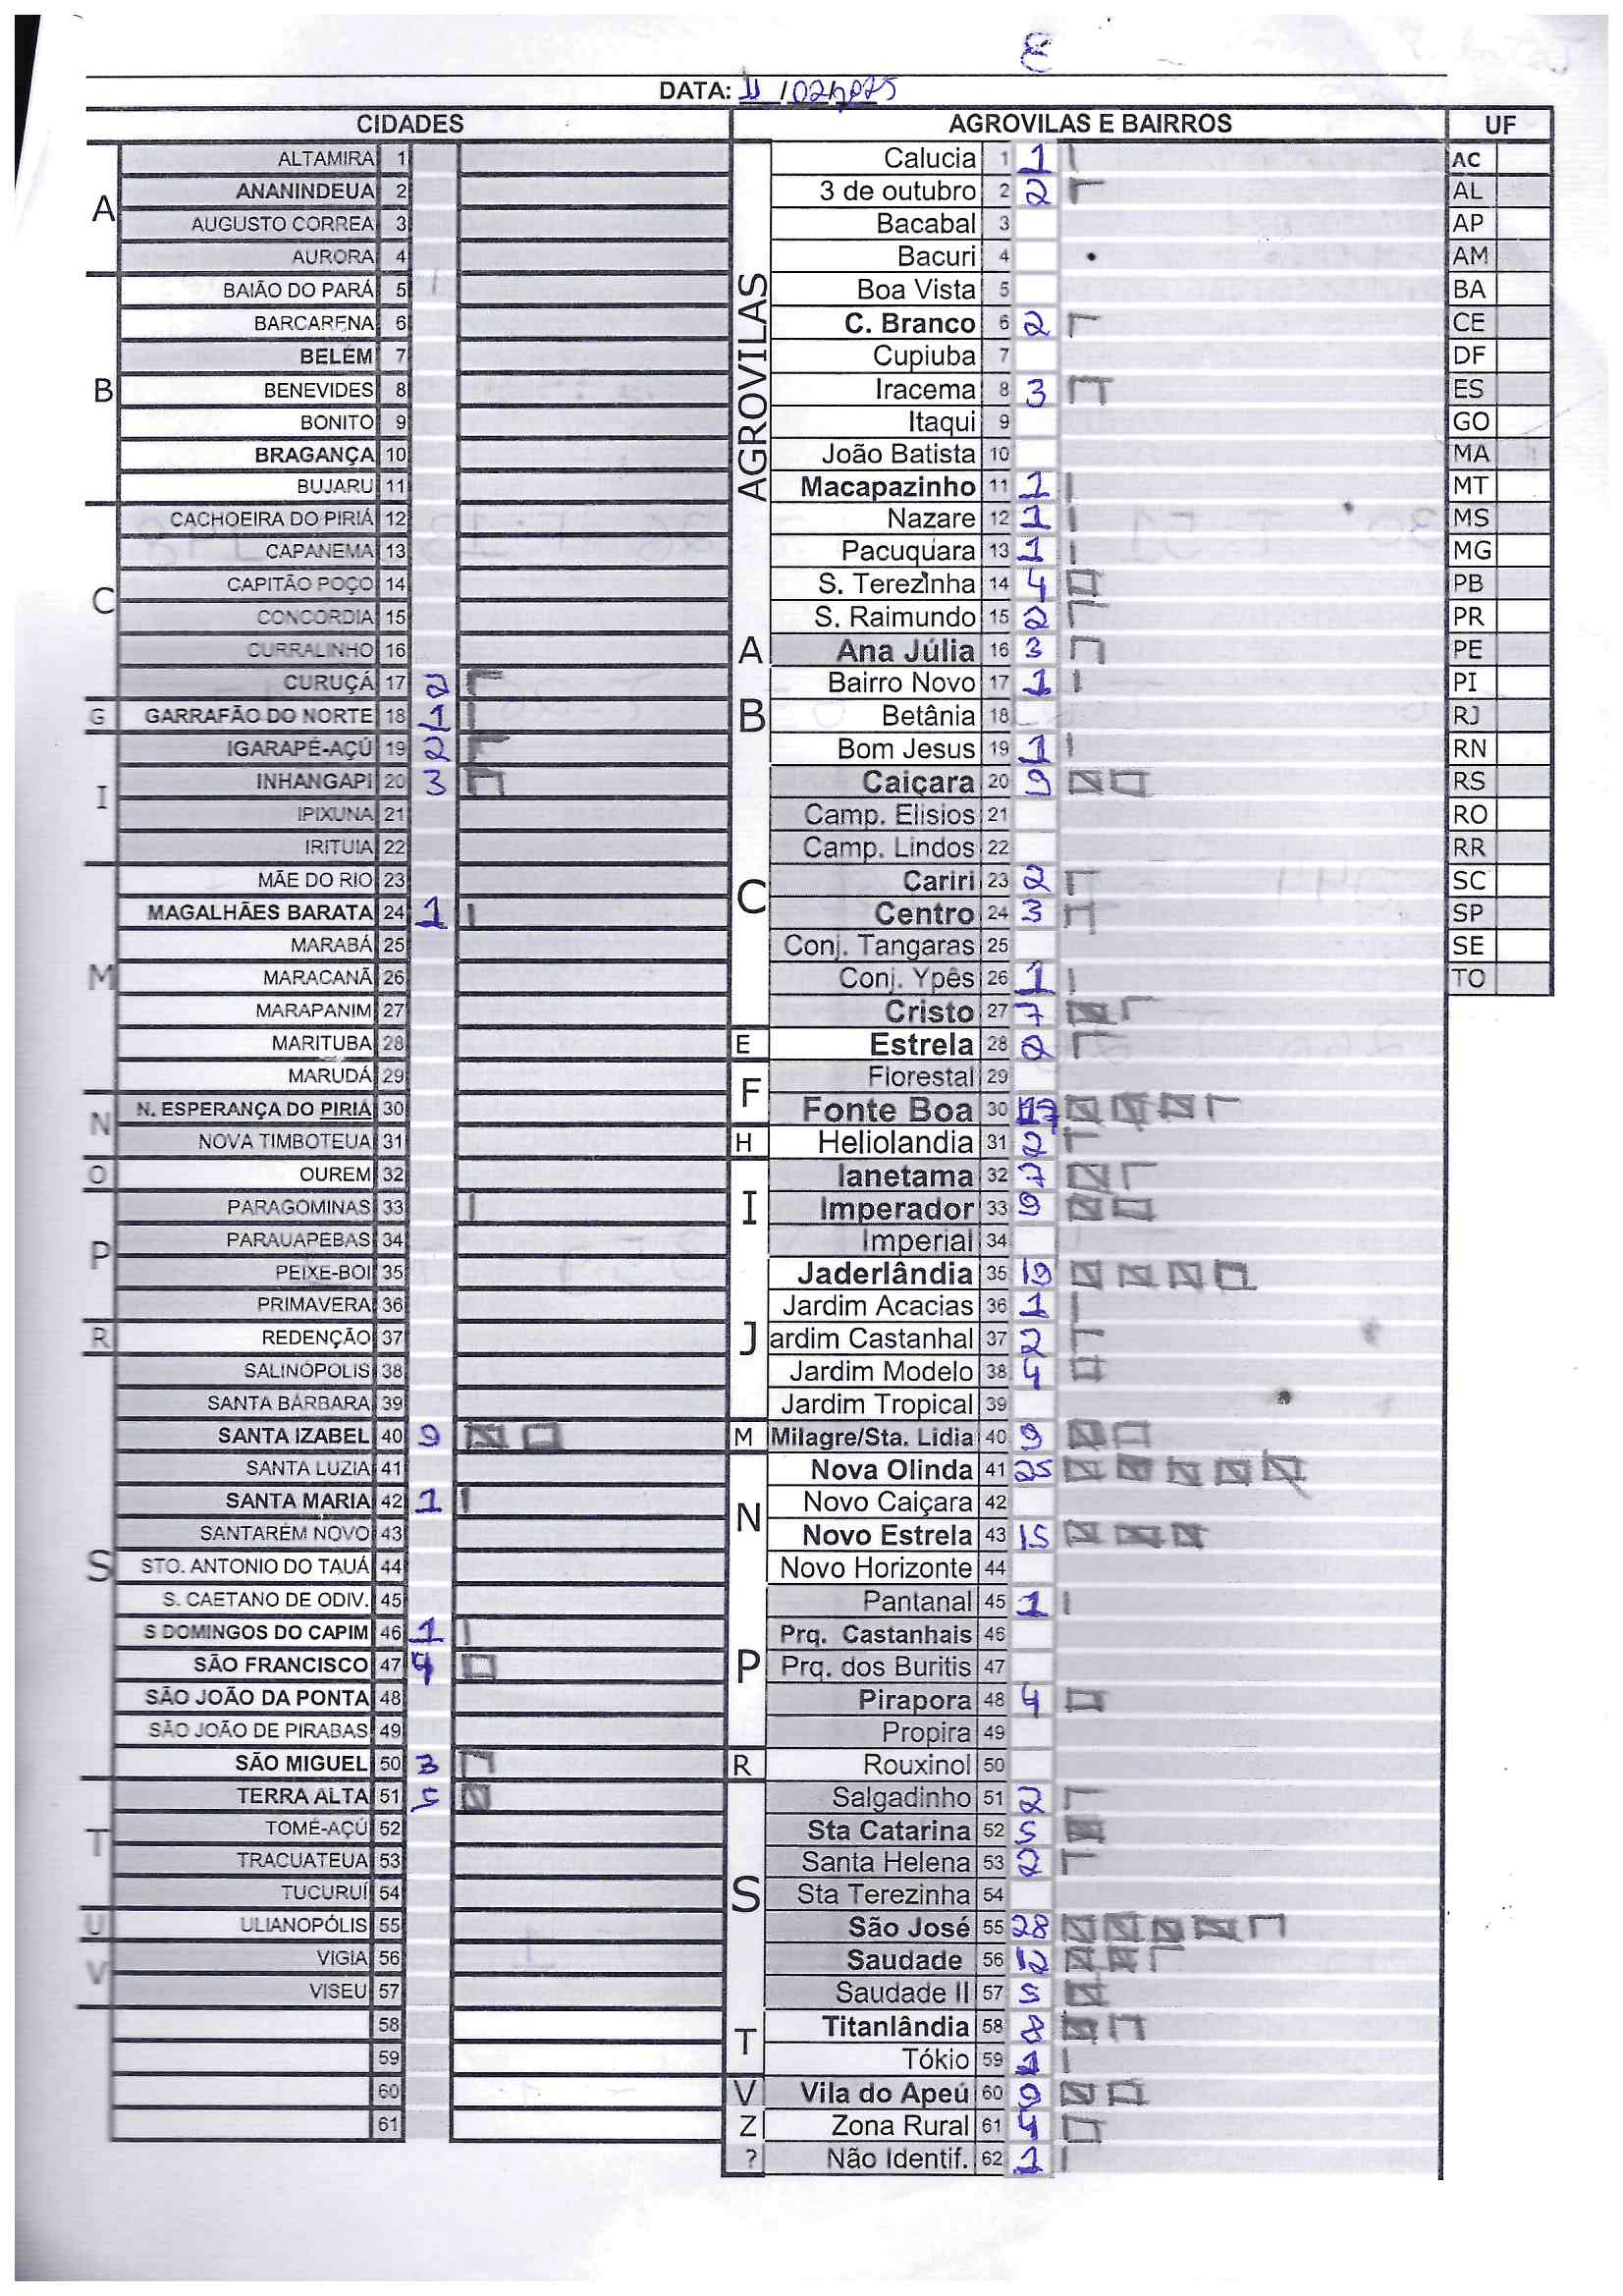 DATA: 11/02/2025
CIDADES AGROVILAS E BAIRROS UF
A
ALTAMIRA 1
ANANINDEUA 2
AUGUSTO CORREA 3
AURORA 4
B
BAIÃO DO PARÁ 5
BARCARENA 6
BELÉM 7
BENEVIDES 8
BONITO 9
BRAGANÇA 10
BUJARU 11
C
CACHOEIRA DO PIRIÁ 12
CAPANEMA 13
CAPITÃO POÇO 14
CONCORDIA 15
CURRALINHO 16
CURUÇÁ 17 2
G
GARRAFÃO DO NORTE 18 1
I
IGARAPÉ-AÇÚ 19 2
INHANGAPI 20 3
IPIXUNA 21
IRITUIA 22
M
MÃE DO RIO 23
MAGALHÃES BARATA 24 1
MARABÁ 25
MARACANÃ 26
MARAPANIM 27
MARITUBA 28
MARUDÁ 29
N
N. ESPERANÇA DO PIRIÁ 30
NOVA TIMBOTEUA 31
O
OUREM 32
P
PARAGOMINAS 33
PARAUAPEBAS 34
PEIXE-BOI 35
PRIMAVERA 36
R
REDENÇÃO 37
S
SALINÓPOLIS 38
SANTA BÁRBARA 39
SANTA IZABEL 40 9
SANTA LUZIA 41
SANTA MARIA 42 1
SANTARÉM NOVO 43
STO. ANTONIO DO TAUÁ 44
S. CAETANO DE ODIV. 45
S DOMINGOS DO CAPIM 46 1
SÃO FRANCISCO 47 4
SÃO JOÃO DA PONTA 48
SÃO JOÃO DE PIRABAS 49
SÃO MIGUEL 50 3
T
TERRA ALTA 51 5
TOMÉ-AÇÚ 52
TRACUATEUA 53
TUCURUÍ 54
U
ULIANOPÓLIS 55
V
VIGIA 56
VISEU 57
58
59
60
61
AGROVILAS
Calucia 1 1
3 de outubro 2 2
Bacabal 3
Bacuri 4
Boa Vista 5
C. Branco 6 2
Cupiuba 7
Iracema 8 3
Itaqui 9
João Batista 10
Macapazinho 11 1
Nazare 12 1
Pacuquara 13 1
S. Terezinha 14 4
S. Raimundo 15 2
A
Ana Júlia 16 3
B
Bairro Novo 17 1
Betânia 18
Bom Jesus 19 1
C
Caiçara 20 9
Camp. Elisios 21
Camp. Lindos 22
Cariri 23 2
Centro 24 3
Conj. Tangaras 25
Conj. Ypês 26 1
Cristo 27 7
E
Estrela 28 2
F
Florestal 29
Fonte Boa 30 17
H
Heliolandia 31 2
I
Ianetama 32 7
Imperador 33 9
Imperial 34
J
Jaderlândia 35 19
Jardim Acacias 36 1
ardim Castanhal 37 2
Jardim Modelo 38 4
Jardim Tropical 39
M
Milagre/Sta. Lidia 40 9
N
Nova Olinda 41 25
Novo Caiçara 42
Novo Estrela 43 15
Novo Horizonte 44
P
Pantanal 45 1
Prq. Castanhais 46
Prq. dos Buritis 47
Pirapora 48 4
Propira 49
R
Rouxinol 50
S
Salgadinho 51 2
Sta Catarina 52 5
Santa Helena 53 2
Sta Terezinha 54
São José 55 28
Saudade 56 12
Saudade II 57 5
T
Titanlândia 58 8
Tókio 59 1
V
Vila do Apeú 60 9
Z
Zona Rural 61 4
?
Não Identif. 62 1
AC
AL
AP
AM
BA
CE
DF
ES
GO
MA
MT
MS
MG
PB
PR
PE
PI
RJ
RN
RS
RO
RR
SC
SP
SE
TO